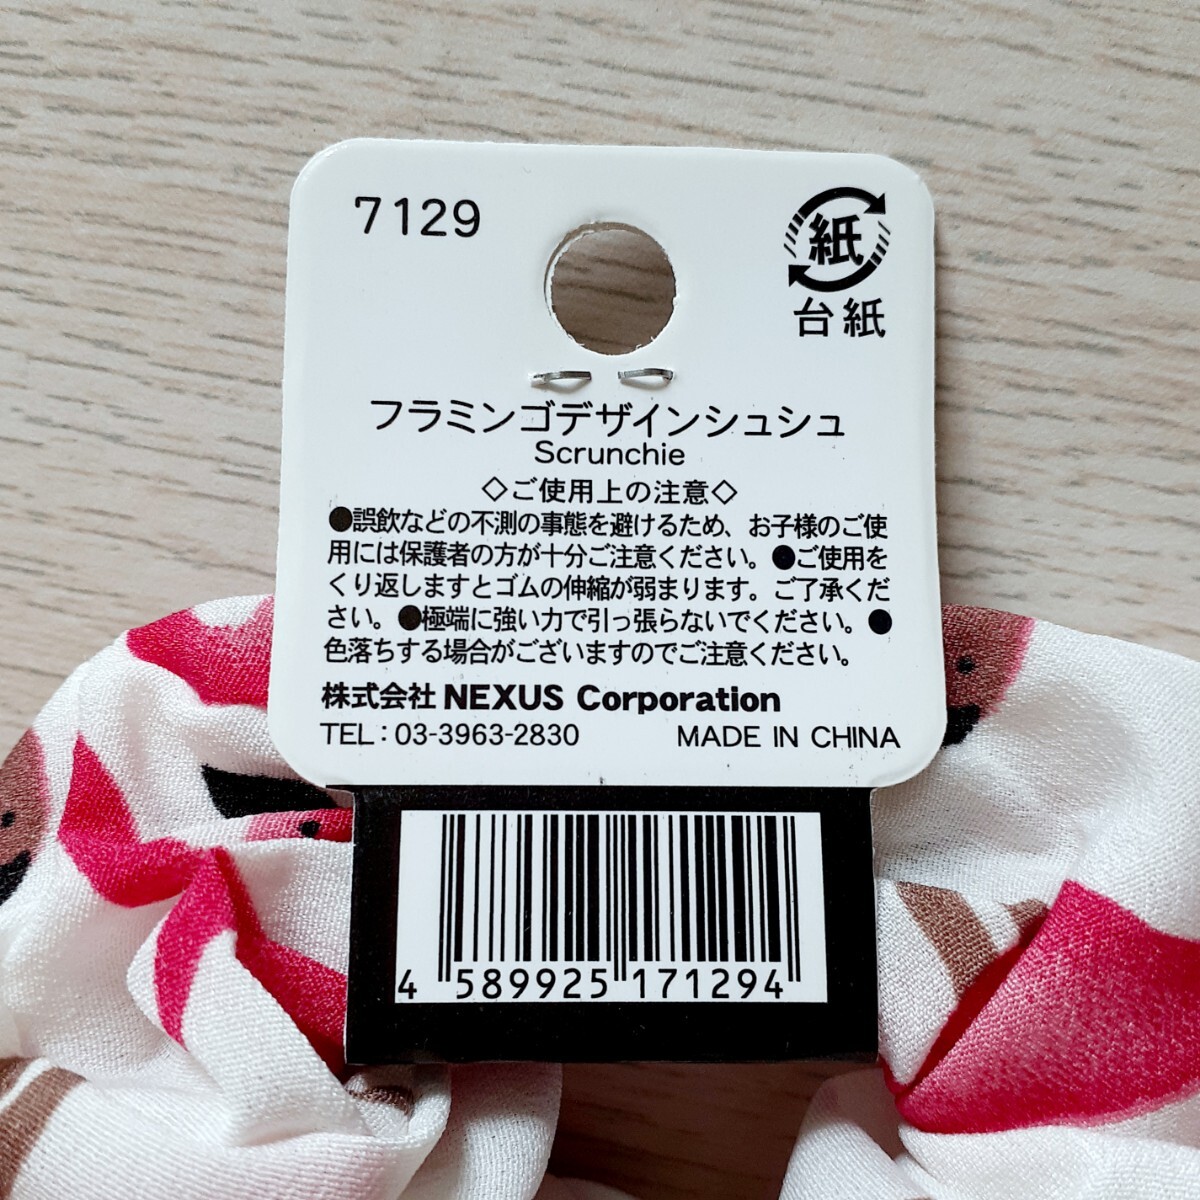 7129
紙
台紙
フラミンゴデザインシュシュ
Scrunchie
◇ご使用上の注意◇
●誤飲などの不測の事態を避けるため、お子様のご使
用には保護者の方が十分ご注意ください。●ご使用を
くり返しますとゴムの伸縮が弱まります。ご了承くだ
さい。●極端に強い力で引っ張らないでください。●
色落ちする場合がございますのでご注意ください。
株式会社 NEXUS Corporation
TEL：03-3963-2830 MADE IN CHINA
4 589925 171294